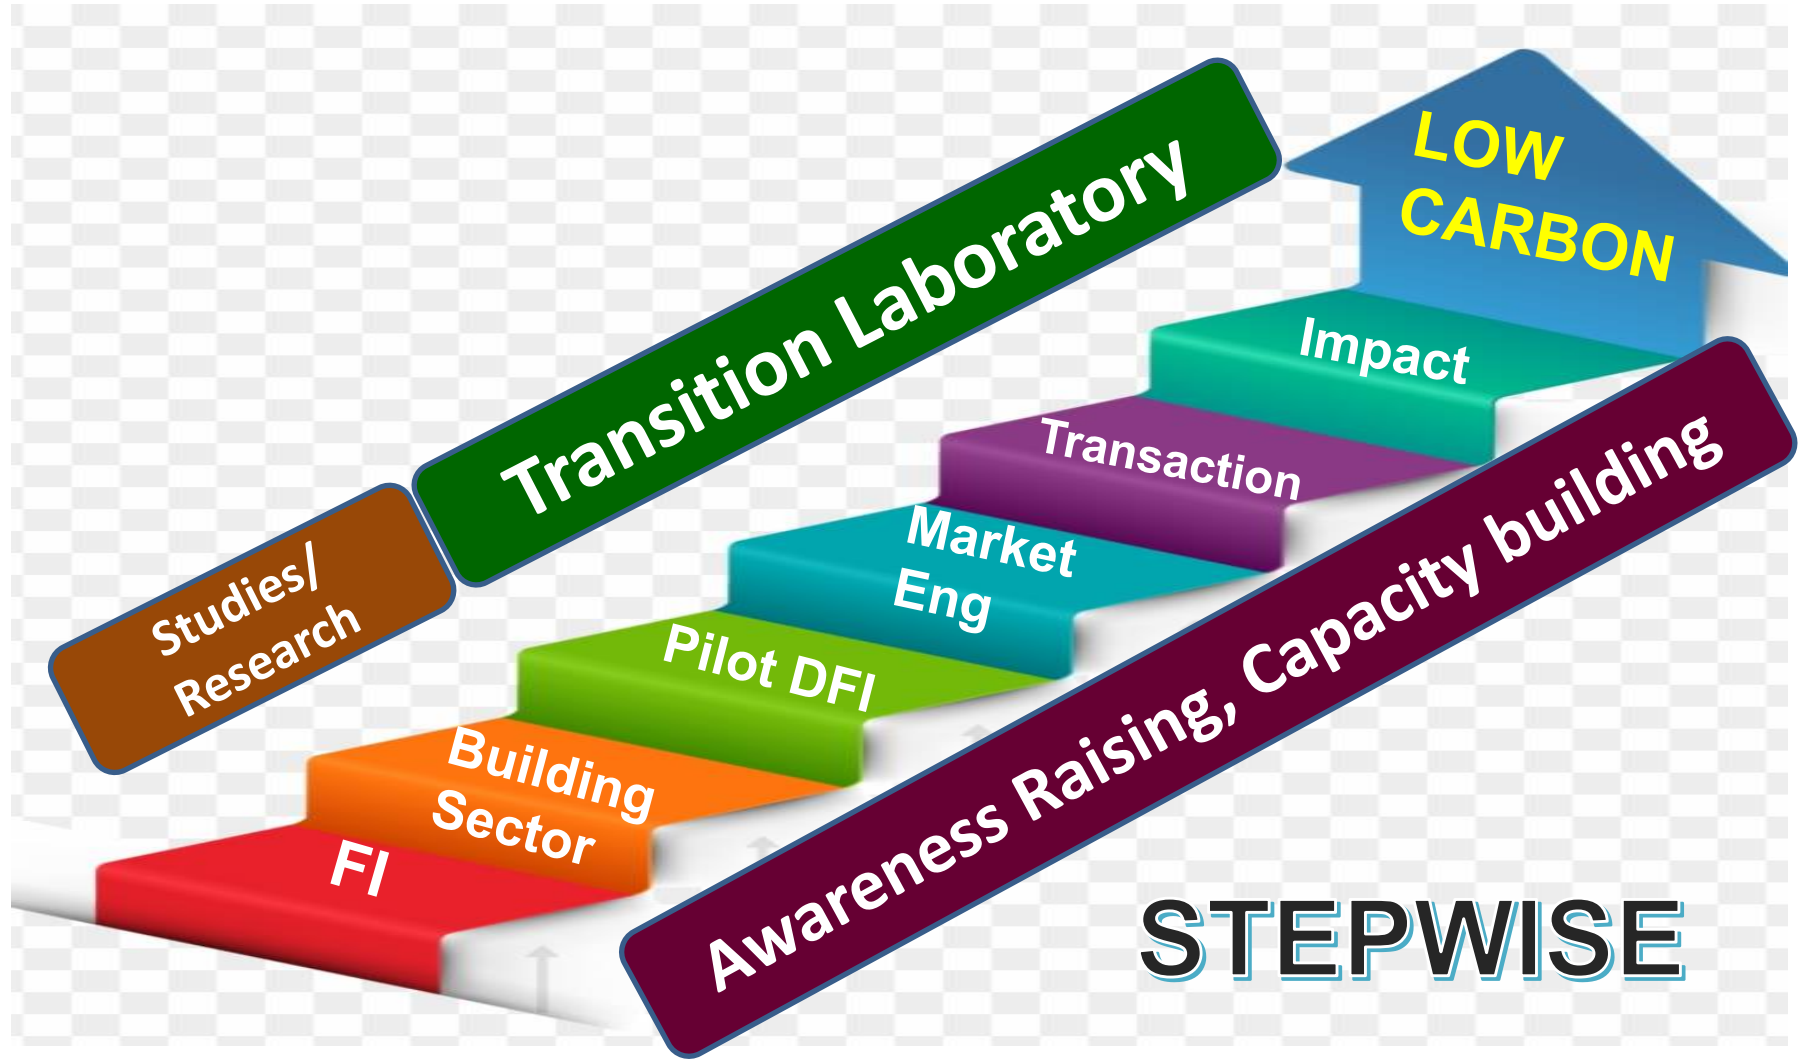 LOW
CARBON
Transition Laboratory
Studies/
Research
Impact
Transaction
Market
Eng
Pilot DFI
Building
Sector
FI
Awareness Raising, Capacity building
STEPWISE